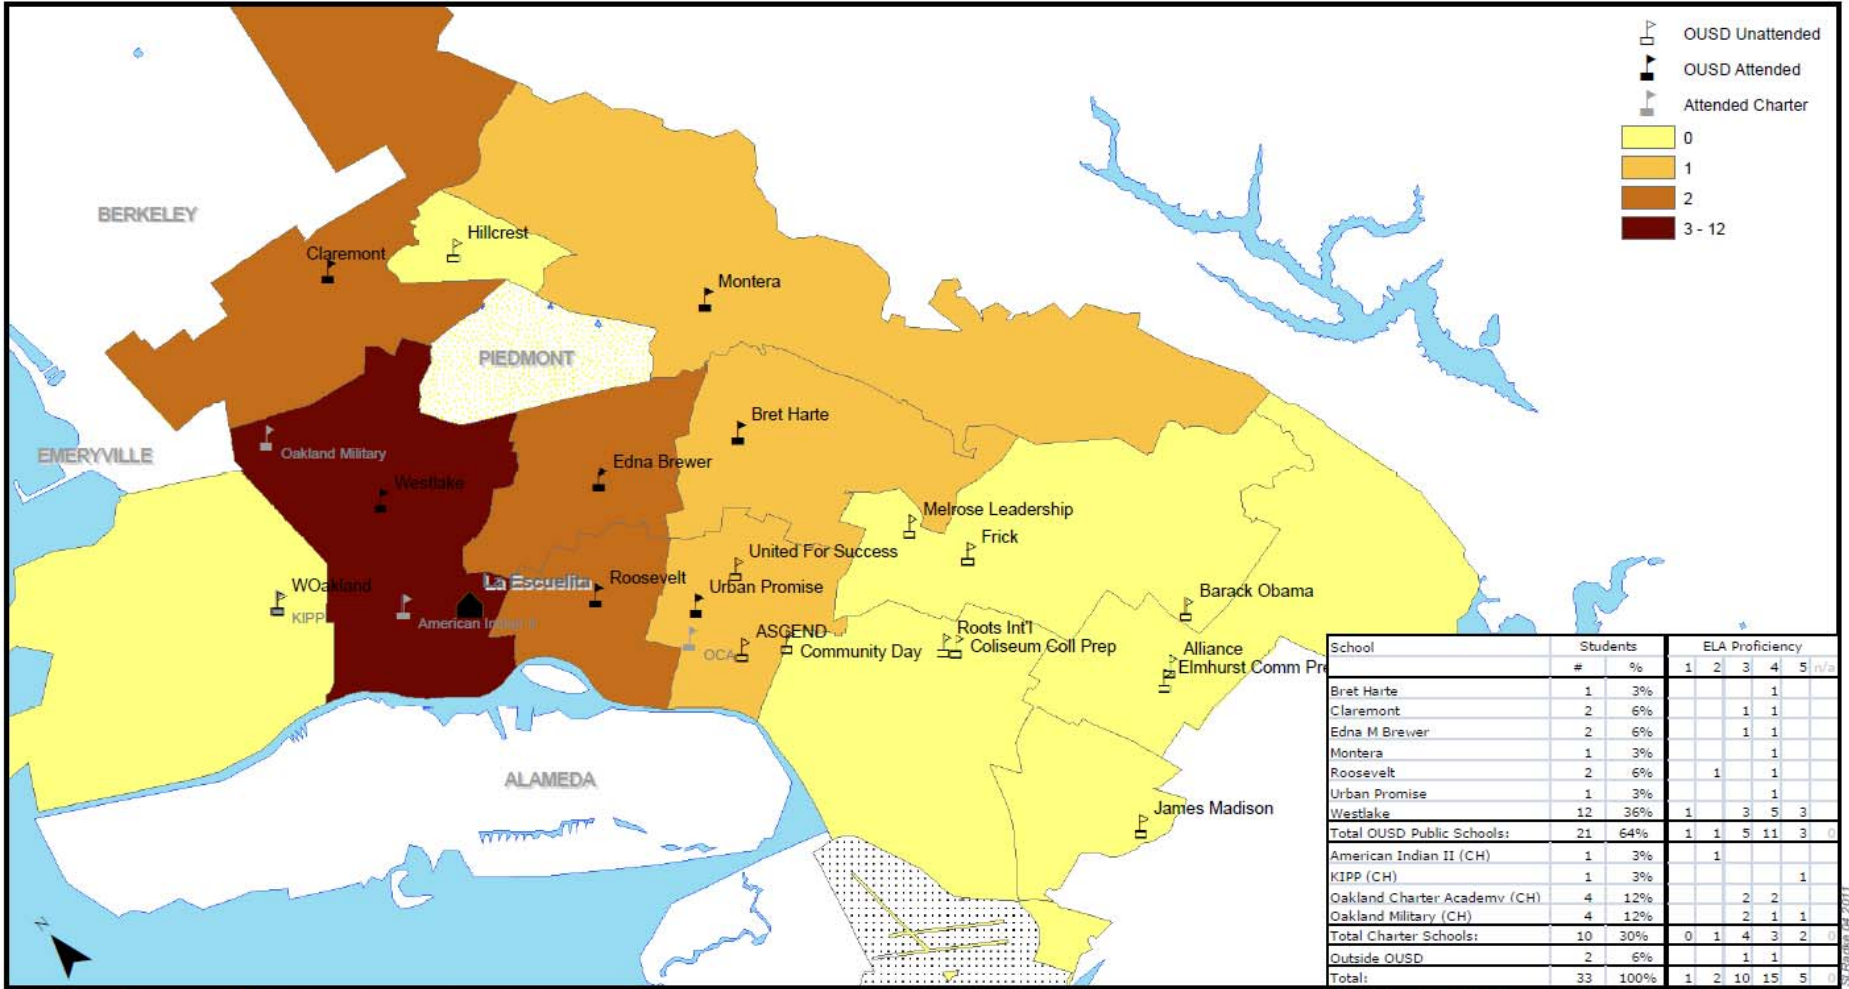 OUSD Unattended
OUSD Attended
Attended Charter
0
1
2
3 - 12
BERKELEY
Hillcrest
Claremont
Montera
PIEDMONT
Bret Harte
EMERYVILLE
Oakland Military
Edna Brewer
Westlake
Melrose Leadership
Frick
United For Success
WOakland
La Escuelita
Roosevelt
Urban Promise
Barack Obama
KIPP
American Indian II
ASCEND
Roots Int'l
OCA
Community Day
Coliseum Coll Prep
Alliance
Elmhurst Comm Pre
ALAMEDA
James Madison
N
School Students ELA Proficiency
# % 1 2 3 4 5 n/a
Bret Harte 1 3% 1
Claremont 2 6% 1 1
Edna M Brewer 2 6% 1 1
Montera 1 3% 1
Roosevelt 2 6% 1 1
Urban Promise 1 3% 1
Westlake 12 36% 1 3 5 3
Total OUSD Public Schools: 21 64% 1 1 5 11 3 0
American Indian II (CH) 1 3% 1
KIPP (CH) 1 3% 1
Oakland Charter Academy (CH) 4 12% 2 2
Oakland Military (CH) 4 12% 2 1 1
Total Charter Schools: 10 30% 0 1 4 3 2 0
Outside OUSD 2 6% 1 1
Total: 33 100% 1 2 10 15 5 0
04 2011